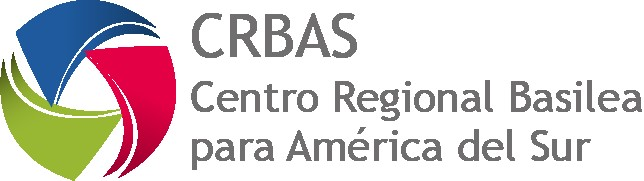 CRBAS
Centro Regional Basilea
para América del Sur